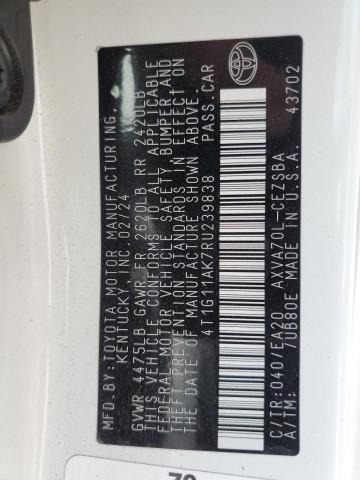 MFD.BY: TOYOTA MOTOR MANUFACTURING,
KENTUCKY, INC. 02/24
GVWR 4475LB GAWR FR 2620LB RR 2420LB
THIS VEHICLE CONFORMS TO ALL APPLICABLE
FEDERAL MOTOR VEHICLE SAFETY, BUMPER, AND
THEFT PREVENTION STANDARDS IN EFFECT ON
THE DATE OF MANUFACTURE SHOWN ABOVE.
4T1G11AK7RU239838 PASS.CAR
TOYOTA
C/TR:040/EA20 AXVA70L-CEZSBA
A/TM: /UB80E MADE IN U.S.A. 43702